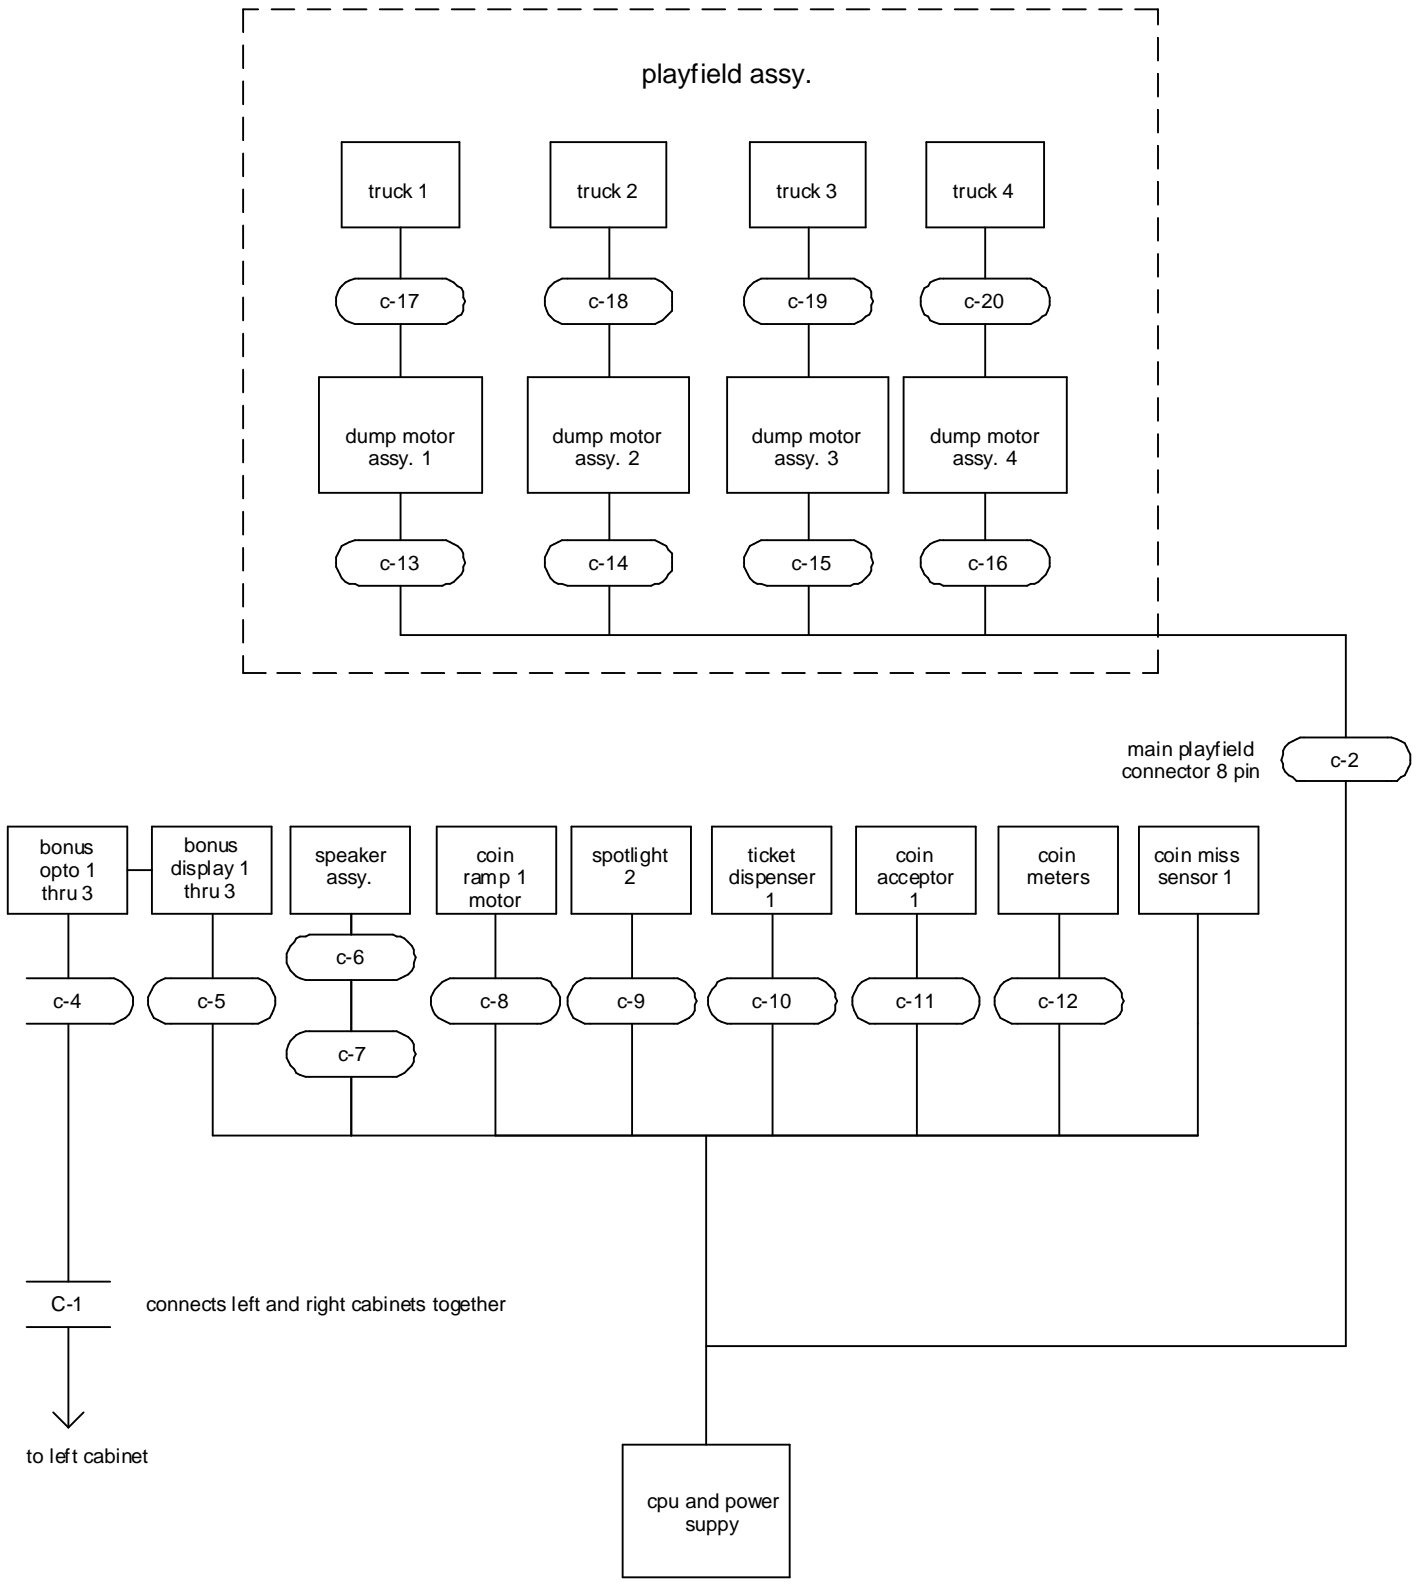 playfield assy.
truck 1
truck 2
truck 3
truck 4
c-17
c-18
c-19
c-20
dump motor
assy. 1
dump motor
assy. 2
dump motor
assy. 3
dump motor
assy. 4
c-13
c-14
c-15
c-16
main playfield
connector 8 pin
c-2
bonus
opto 1
thru 3
bonus
display 1
thru 3
speaker
assy.
coin
ramp 1
motor
spotlight
2
ticket
dispenser
1
coin
acceptor
1
coin
meters
coin miss
sensor 1
c-6
c-4
c-5
c-8
c-9
c-10
c-11
c-12
c-7
C-1
connects left and right cabinets together
to left cabinet
cpu and power
suppy